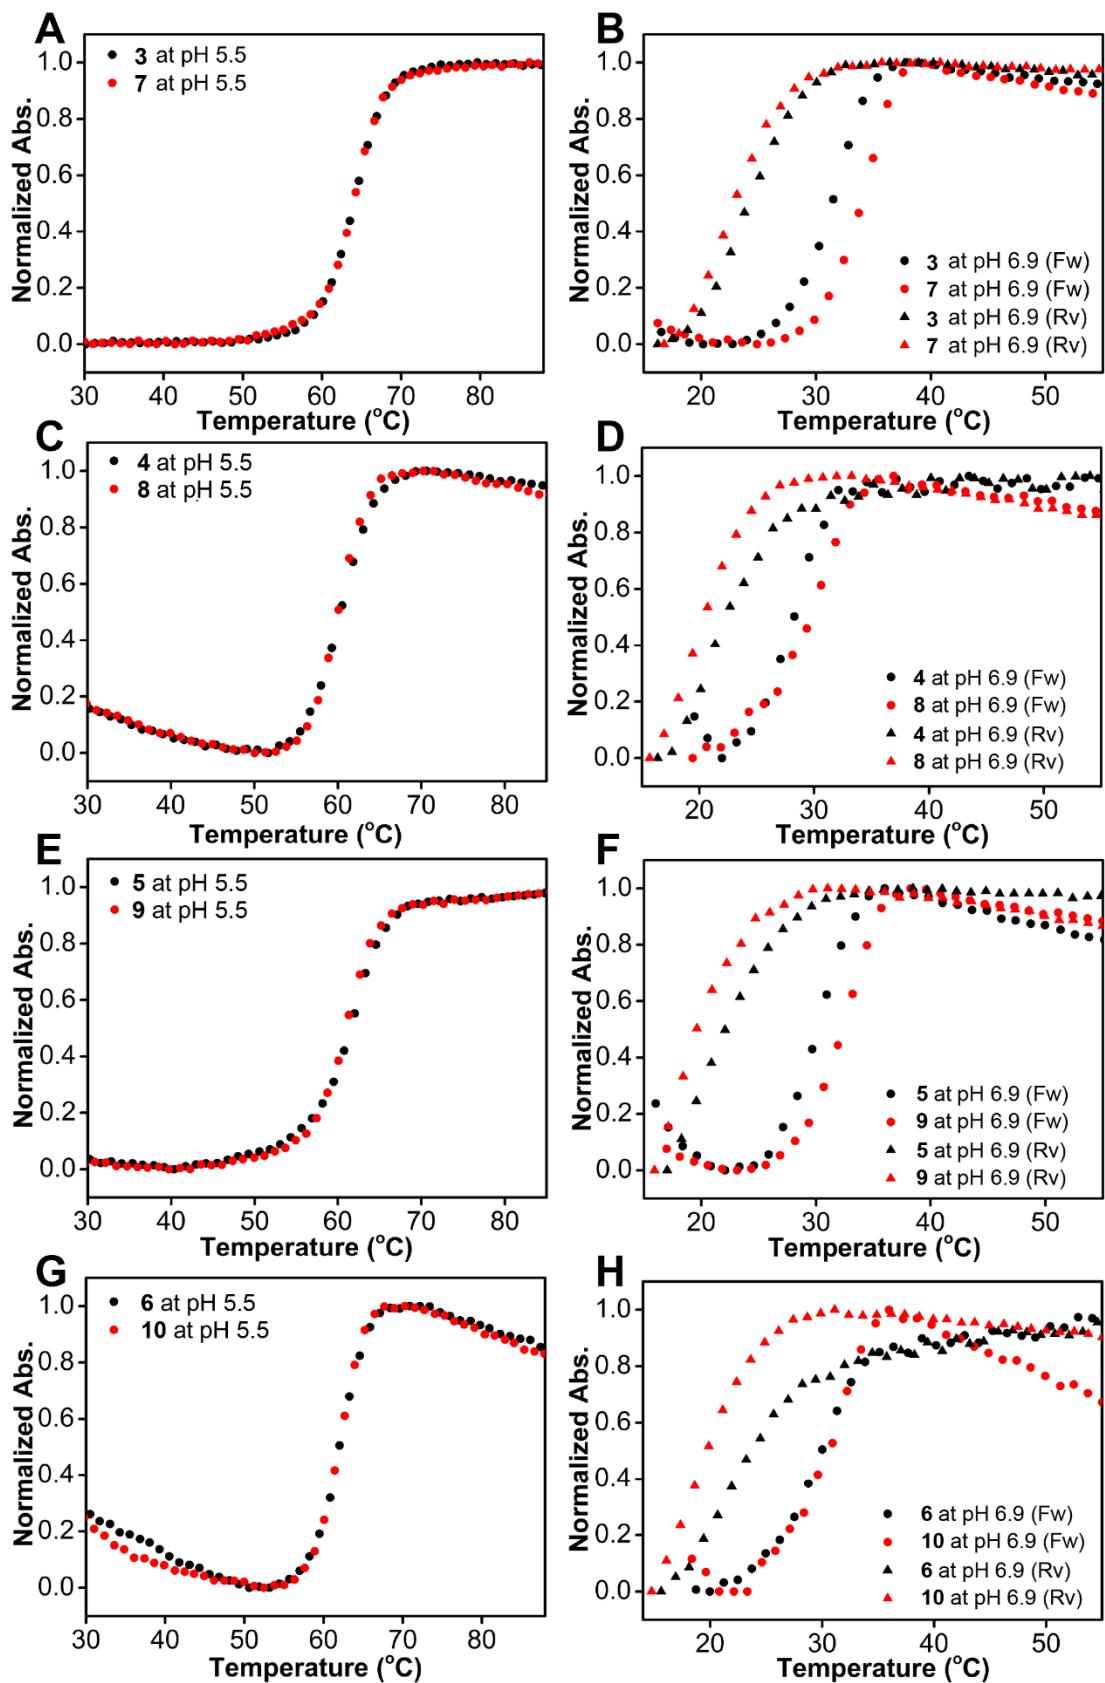 A
3 at pH 5.5
7 at pH 5.5
Normalized Abs.
1.0
0.8
0.6
0.4
0.2
0.0
30 40 50 60 70 80
Temperature (oC)
B
3 at pH 6.9 (Fw)
7 at pH 6.9 (Fw)
3 at pH 6.9 (Rv)
7 at pH 6.9 (Rv)
Normalized Abs.
1.0
0.8
0.6
0.4
0.2
0.0
20 30 40 50
Temperature (oC)
C
4 at pH 5.5
8 at pH 5.5
Normalized Abs.
1.0
0.8
0.6
0.4
0.2
0.0
30 40 50 60 70 80
Temperature (oC)
D
4 at pH 6.9 (Fw)
8 at pH 6.9 (Fw)
4 at pH 6.9 (Rv)
8 at pH 6.9 (Rv)
Normalized Abs.
1.0
0.8
0.6
0.4
0.2
0.0
20 30 40 50
Temperature (oC)
E
5 at pH 5.5
9 at pH 5.5
Normalized Abs.
1.0
0.8
0.6
0.4
0.2
0.0
30 40 50 60 70 80
Temperature (oC)
F
5 at pH 6.9 (Fw)
9 at pH 6.9 (Fw)
5 at pH 6.9 (Rv)
9 at pH 6.9 (Rv)
Normalized Abs.
1.0
0.8
0.6
0.4
0.2
0.0
20 30 40 50
Temperature (oC)
G
6 at pH 5.5
10 at pH 5.5
Normalized Abs.
1.0
0.8
0.6
0.4
0.2
0.0
30 40 50 60 70 80
Temperature (oC)
H
6 at pH 6.9 (Fw)
10 at pH 6.9 (Fw)
6 at pH 6.9 (Rv)
10 at pH 6.9 (Rv)
Normalized Abs.
1.0
0.8
0.6
0.4
0.2
0.0
20 30 40 50
Temperature (oC)